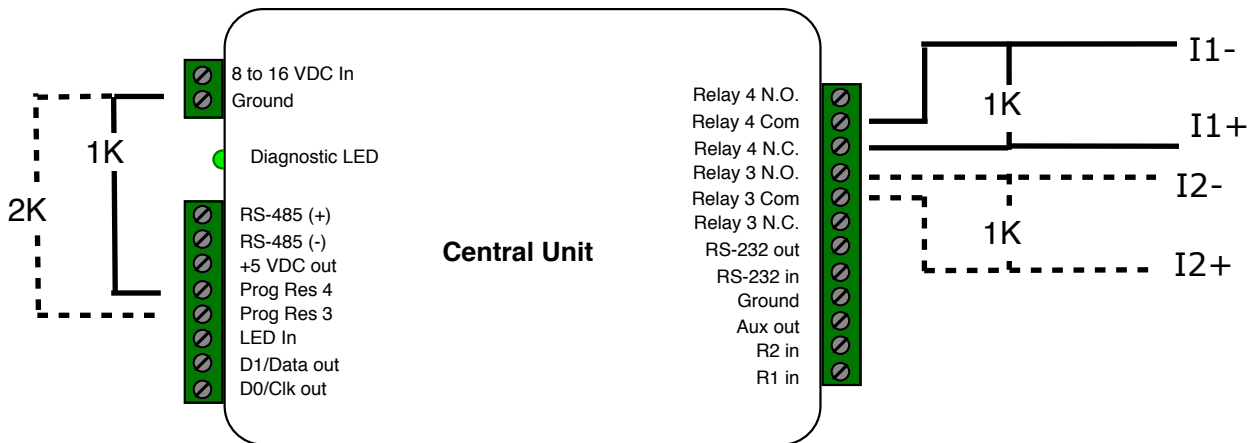 8 to 16 VDC In
Ground
1K
Diagnostic LED
2K
RS-485 (+)
RS-485 (-)
+5 VDC out
Prog Res 4
Prog Res 3
LED In
D1/Data out
D0/Clk out
Central Unit
Relay 4 N.O.
Relay 4 Com
Relay 4 N.C.
Relay 3 N.O.
Relay 3 Com
Relay 3 N.C.
RS-232 out
RS-232 in
Ground
Aux out
R2 in
R1 in
I1-
1K
I1+
I2-
1K
I2+